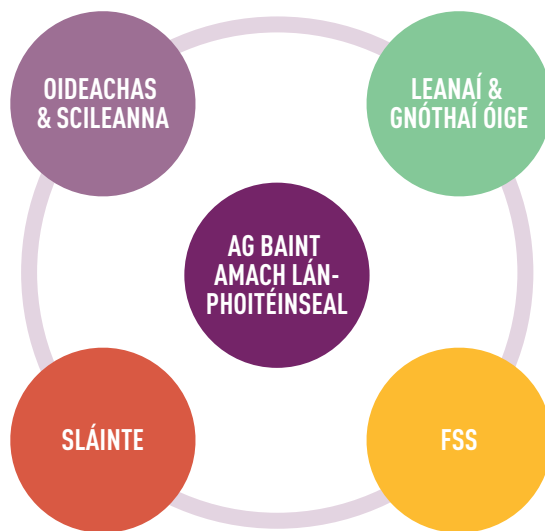 OIDEACHAS
& SCILEANNA
LEANAÍ &
GNÓTHAÍ ÓIGE
AG BAINT
AMACH LÁN-
PHOITÉINSEAL
SLÁINTE
FSS